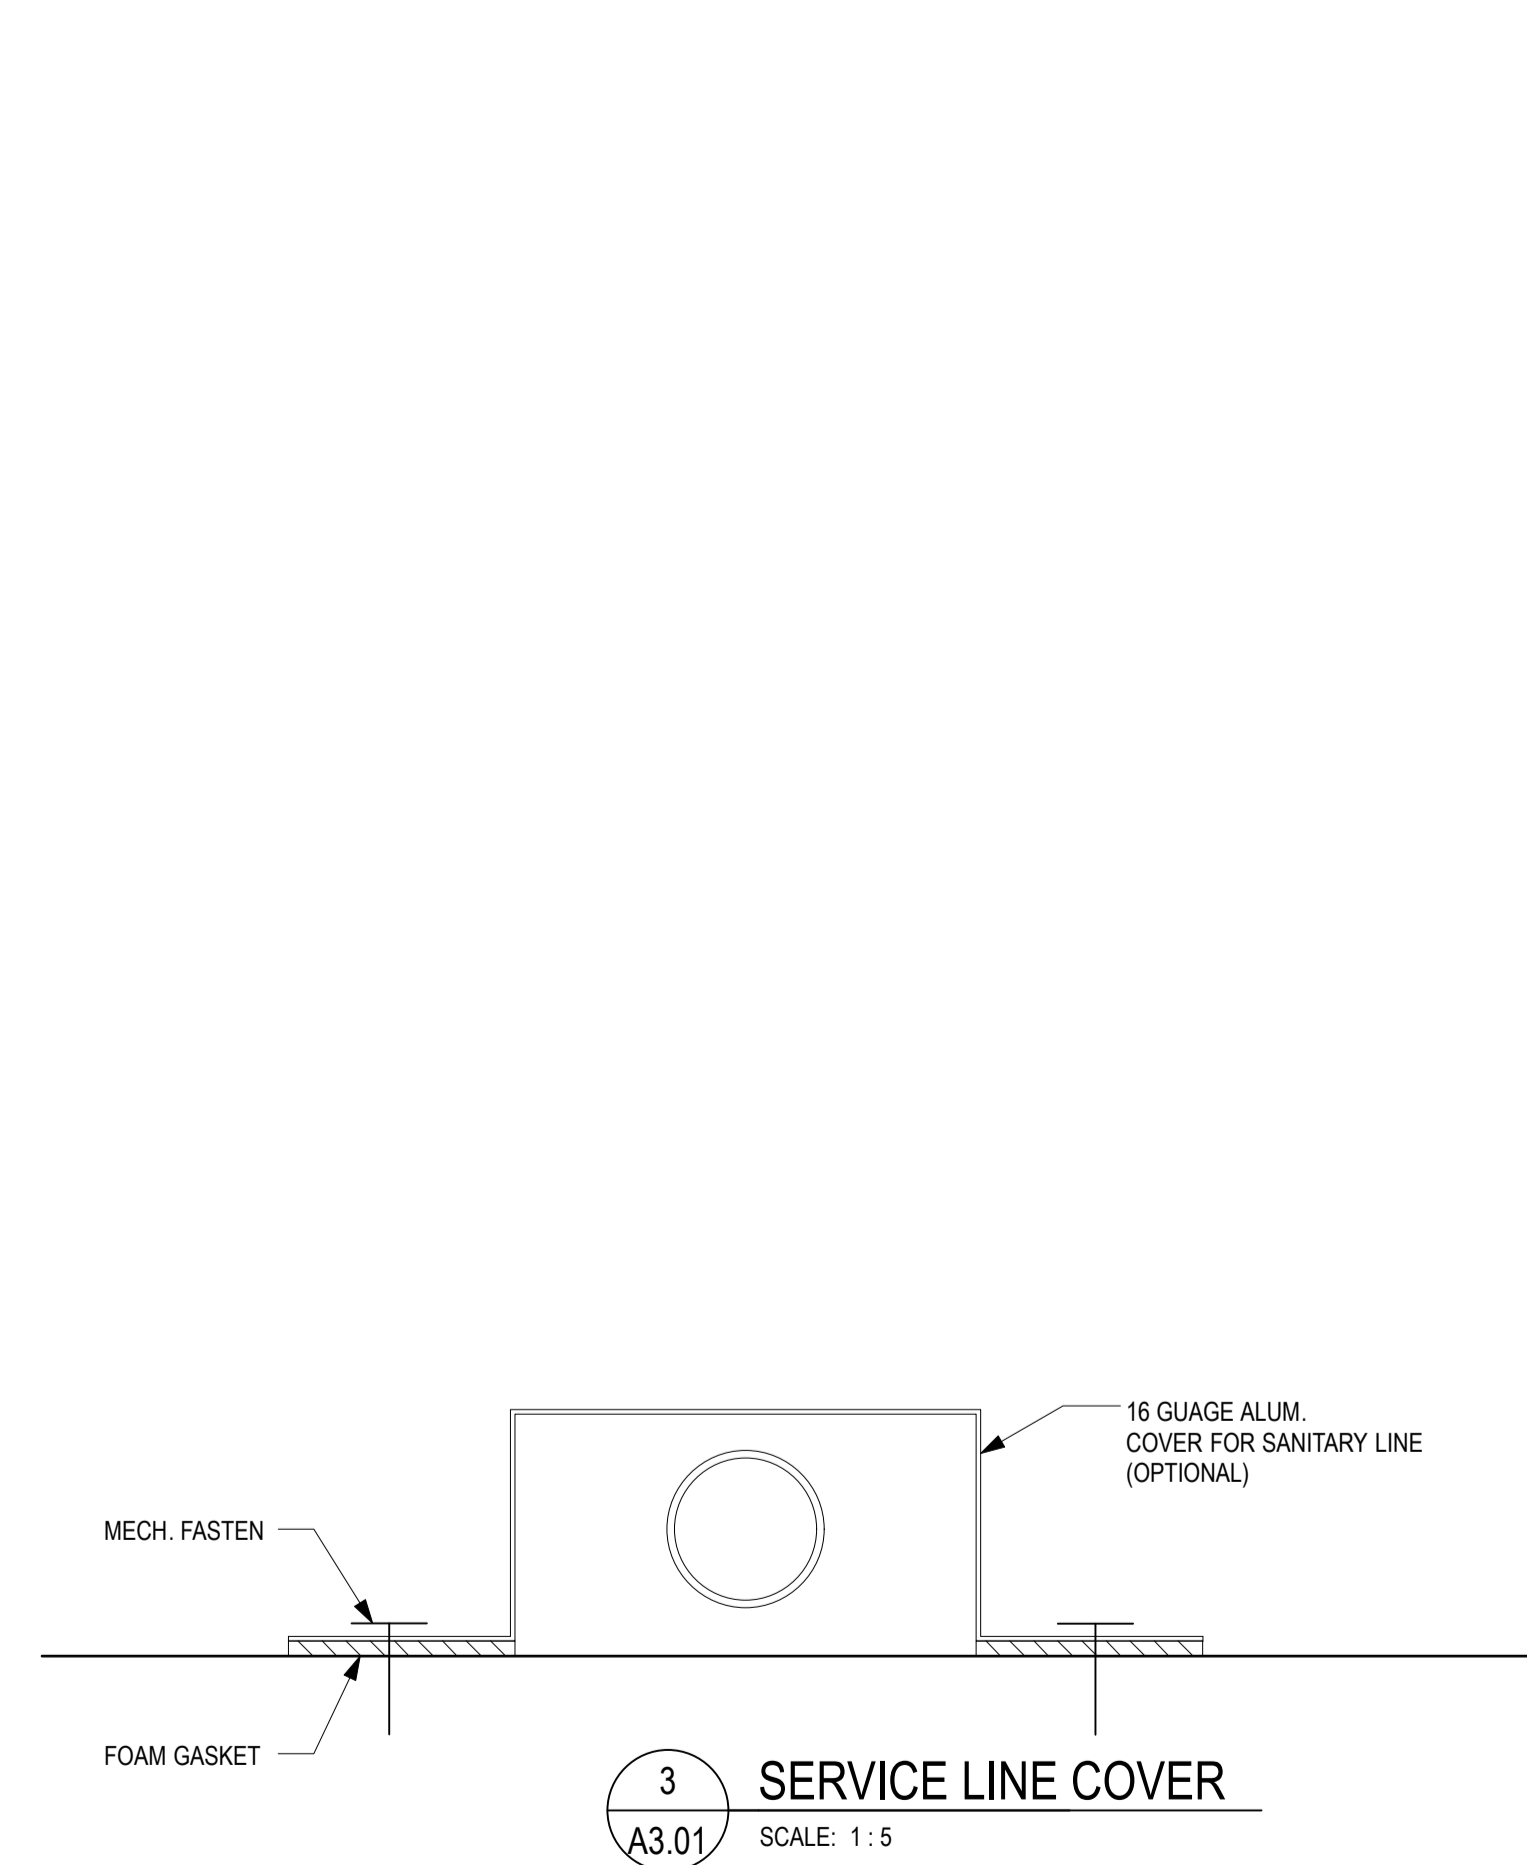 16 GUAGE ALUM.
COVER FOR SANITARY LINE
(OPTIONAL)
MECH. FASTEN
FOAM GASKET
3
A3.01
SERVICE LINE COVER
SCALE: 1 : 5